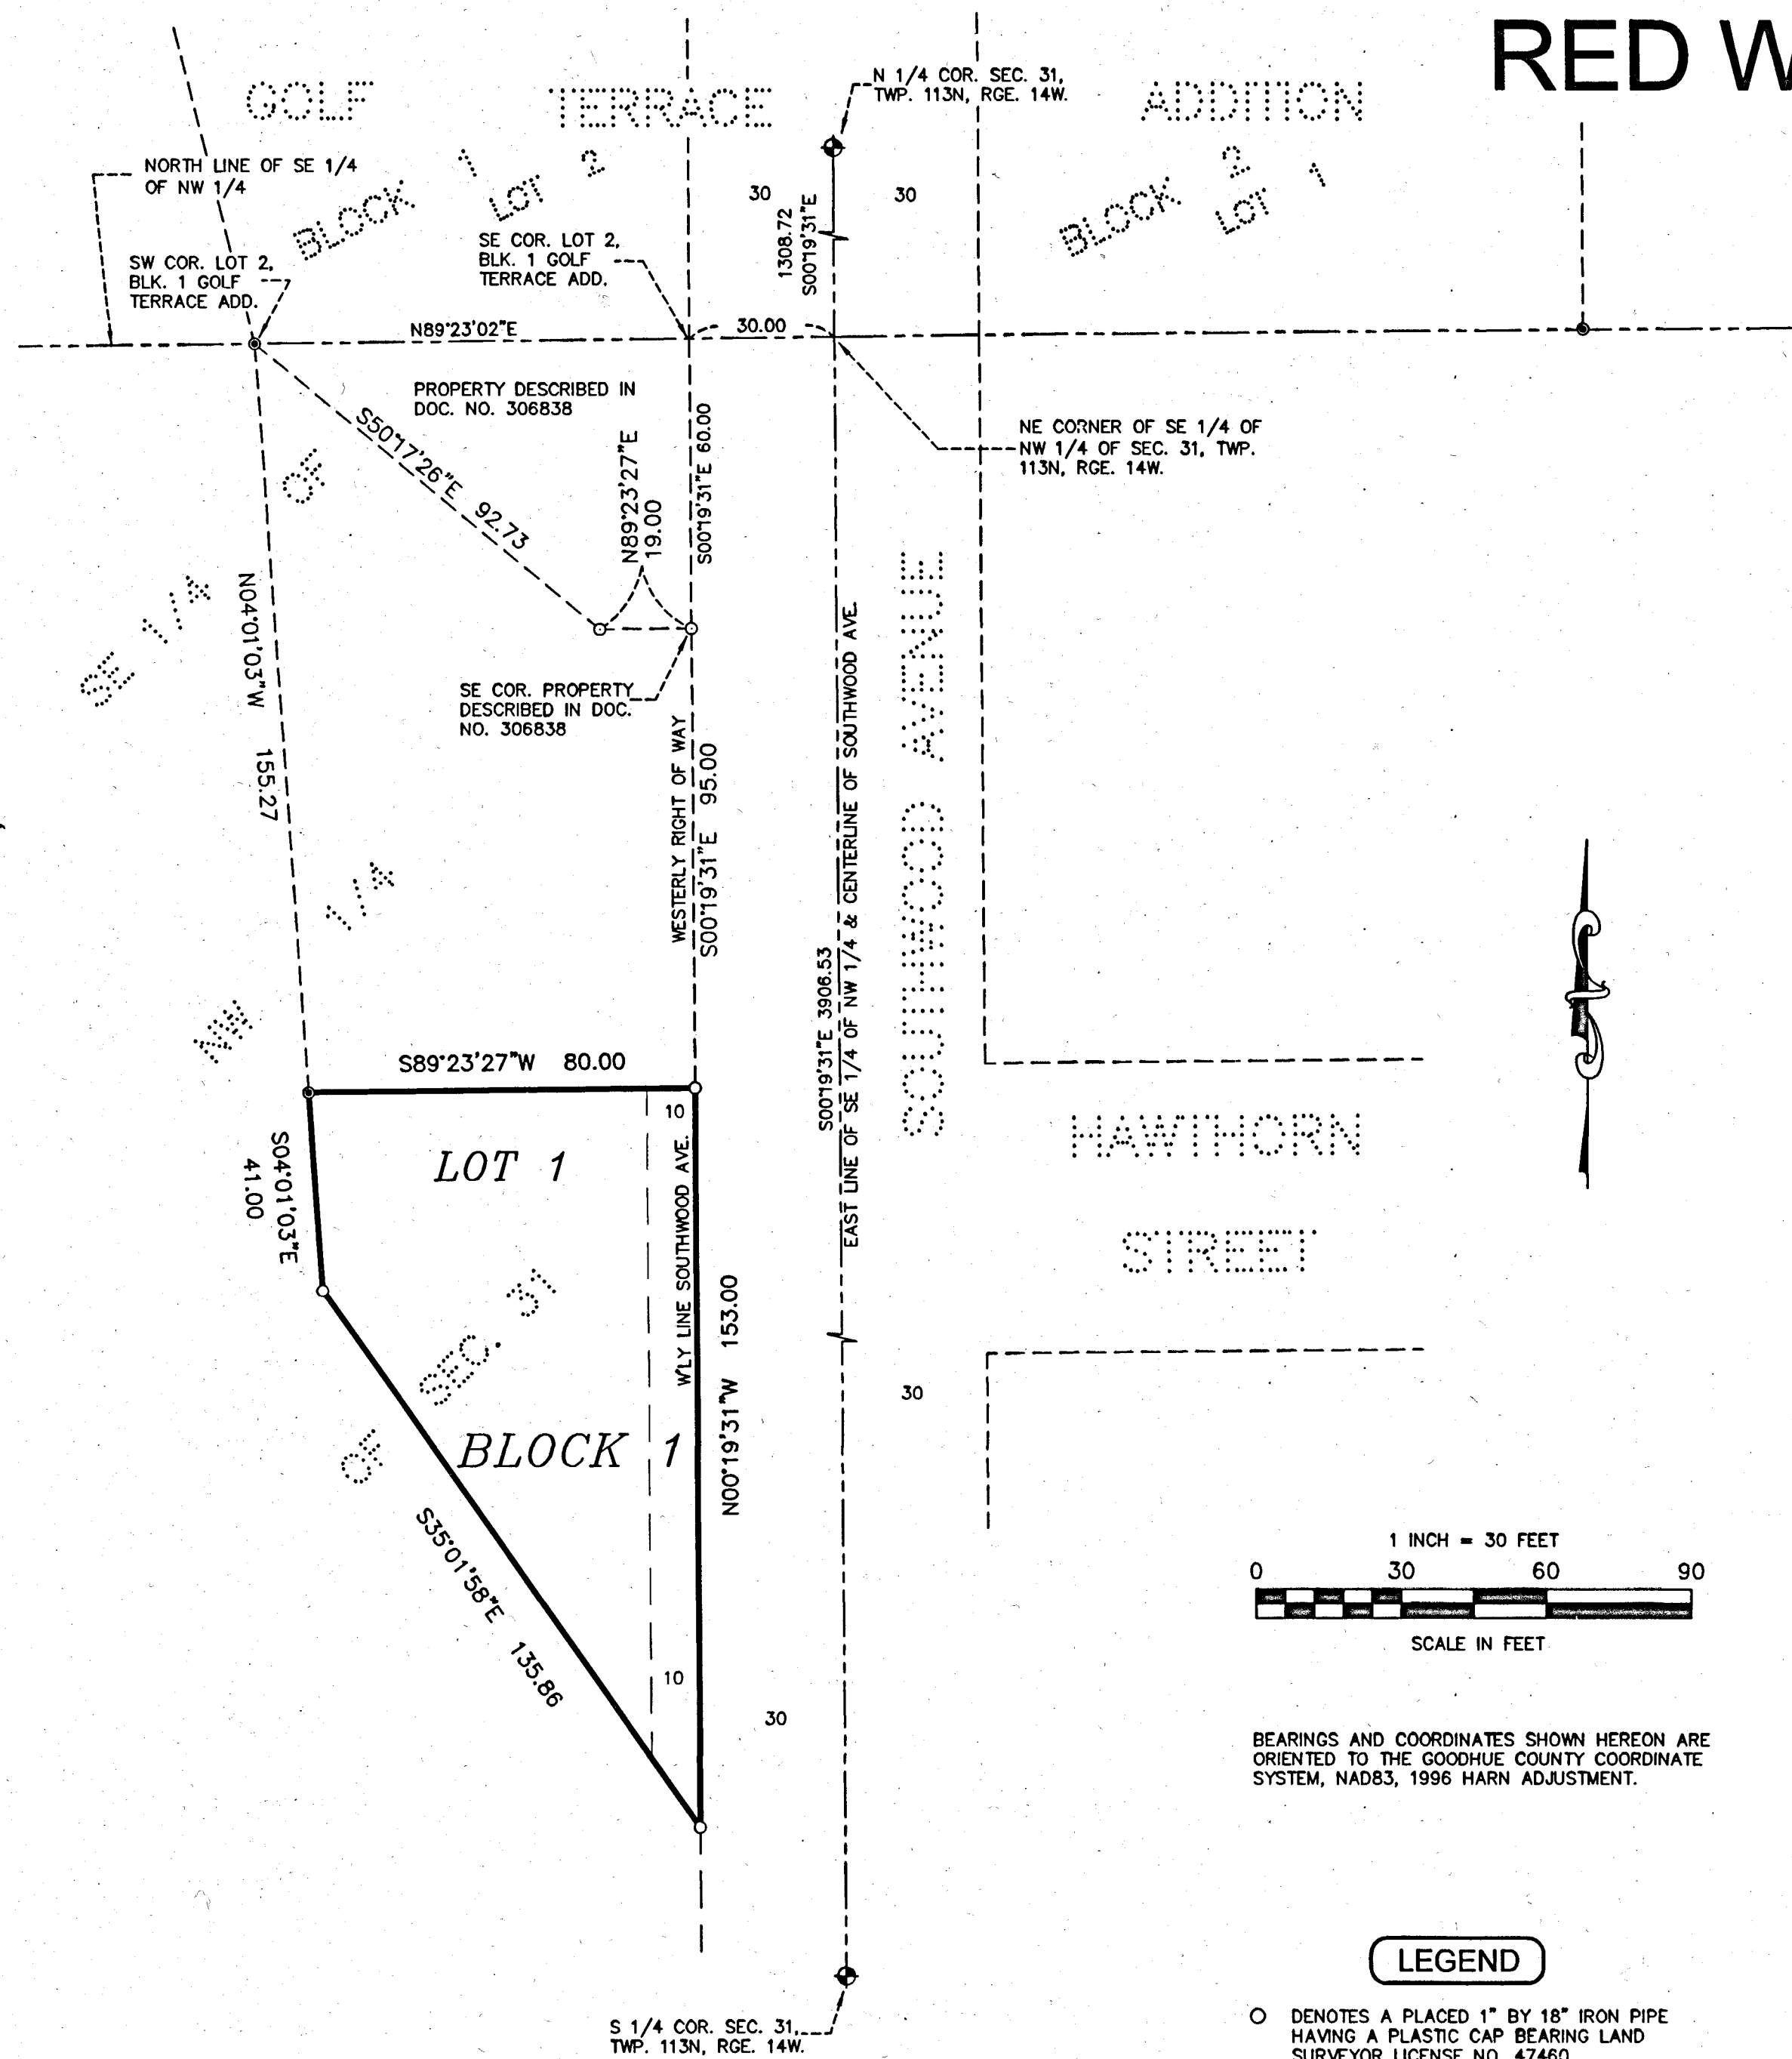 RED W
GOLF TERRACE ADDITION
N 1/4 COR. SEC. 31,
TWP. 113N, RGE. 14W.
NORTH LINE OF SE 1/4
OF NW 1/4
BLOCK 1
LOT 2
30
30
1308.72
S00°19'31"E
BLOCK 2
LOT 1
SW COR. LOT 2,
BLK. 1 GOLF
TERRACE ADD.
SE COR. LOT 2,
BLK. 1 GOLF
TERRACE ADD.
N89°23'02"E
30.00
PROPERTY DESCRIBED IN
DOC. NO. 306838
S50°17'26"E 92.73
N89°23'27"E
19.00
S00°19'31"E 60.00
NE CORNER OF SE 1/4 OF
NW 1/4 OF SEC. 31, TWP.
113N, RGE. 14W.
SE 1/4 OF
N04°01'03"W 155.27
SE COR. PROPERTY
DESCRIBED IN DOC.
NO. 306838
WESTERLY RIGHT OF WAY
S00°19'31"E 95.00
S00°19'31"E 3906.53
EAST LINE OF SE 1/4 OF NW 1/4 & CENTERLINE OF SOUTHWOOD AVE.
SOUTHWOOD AVENUE
NW 1/4
S89°23'27"W 80.00
10
LOT 1
S04°01'03"E
41.00
W'LY LINE SOUTHWOOD AVE.
N00°19'31"W 153.00
HAWTHORN
STREET
OF SEC. 31
BLOCK 1
30
S35°01'58"E 135.86
10
30
1 INCH = 30 FEET
0 30 60 90
SCALE IN FEET
BEARINGS AND COORDINATES SHOWN HEREON ARE
ORIENTED TO THE GOODHUE COUNTY COORDINATE
SYSTEM, NAD83, 1996 HARN ADJUSTMENT.
LEGEND
DENOTES A PLACED 1" BY 18" IRON PIPE
HAVING A PLASTIC CAP BEARING LAND
SURVEYOR LICENSE NO. 47460
S 1/4 COR. SEC. 31,
TWP. 113N, RGE. 14W.